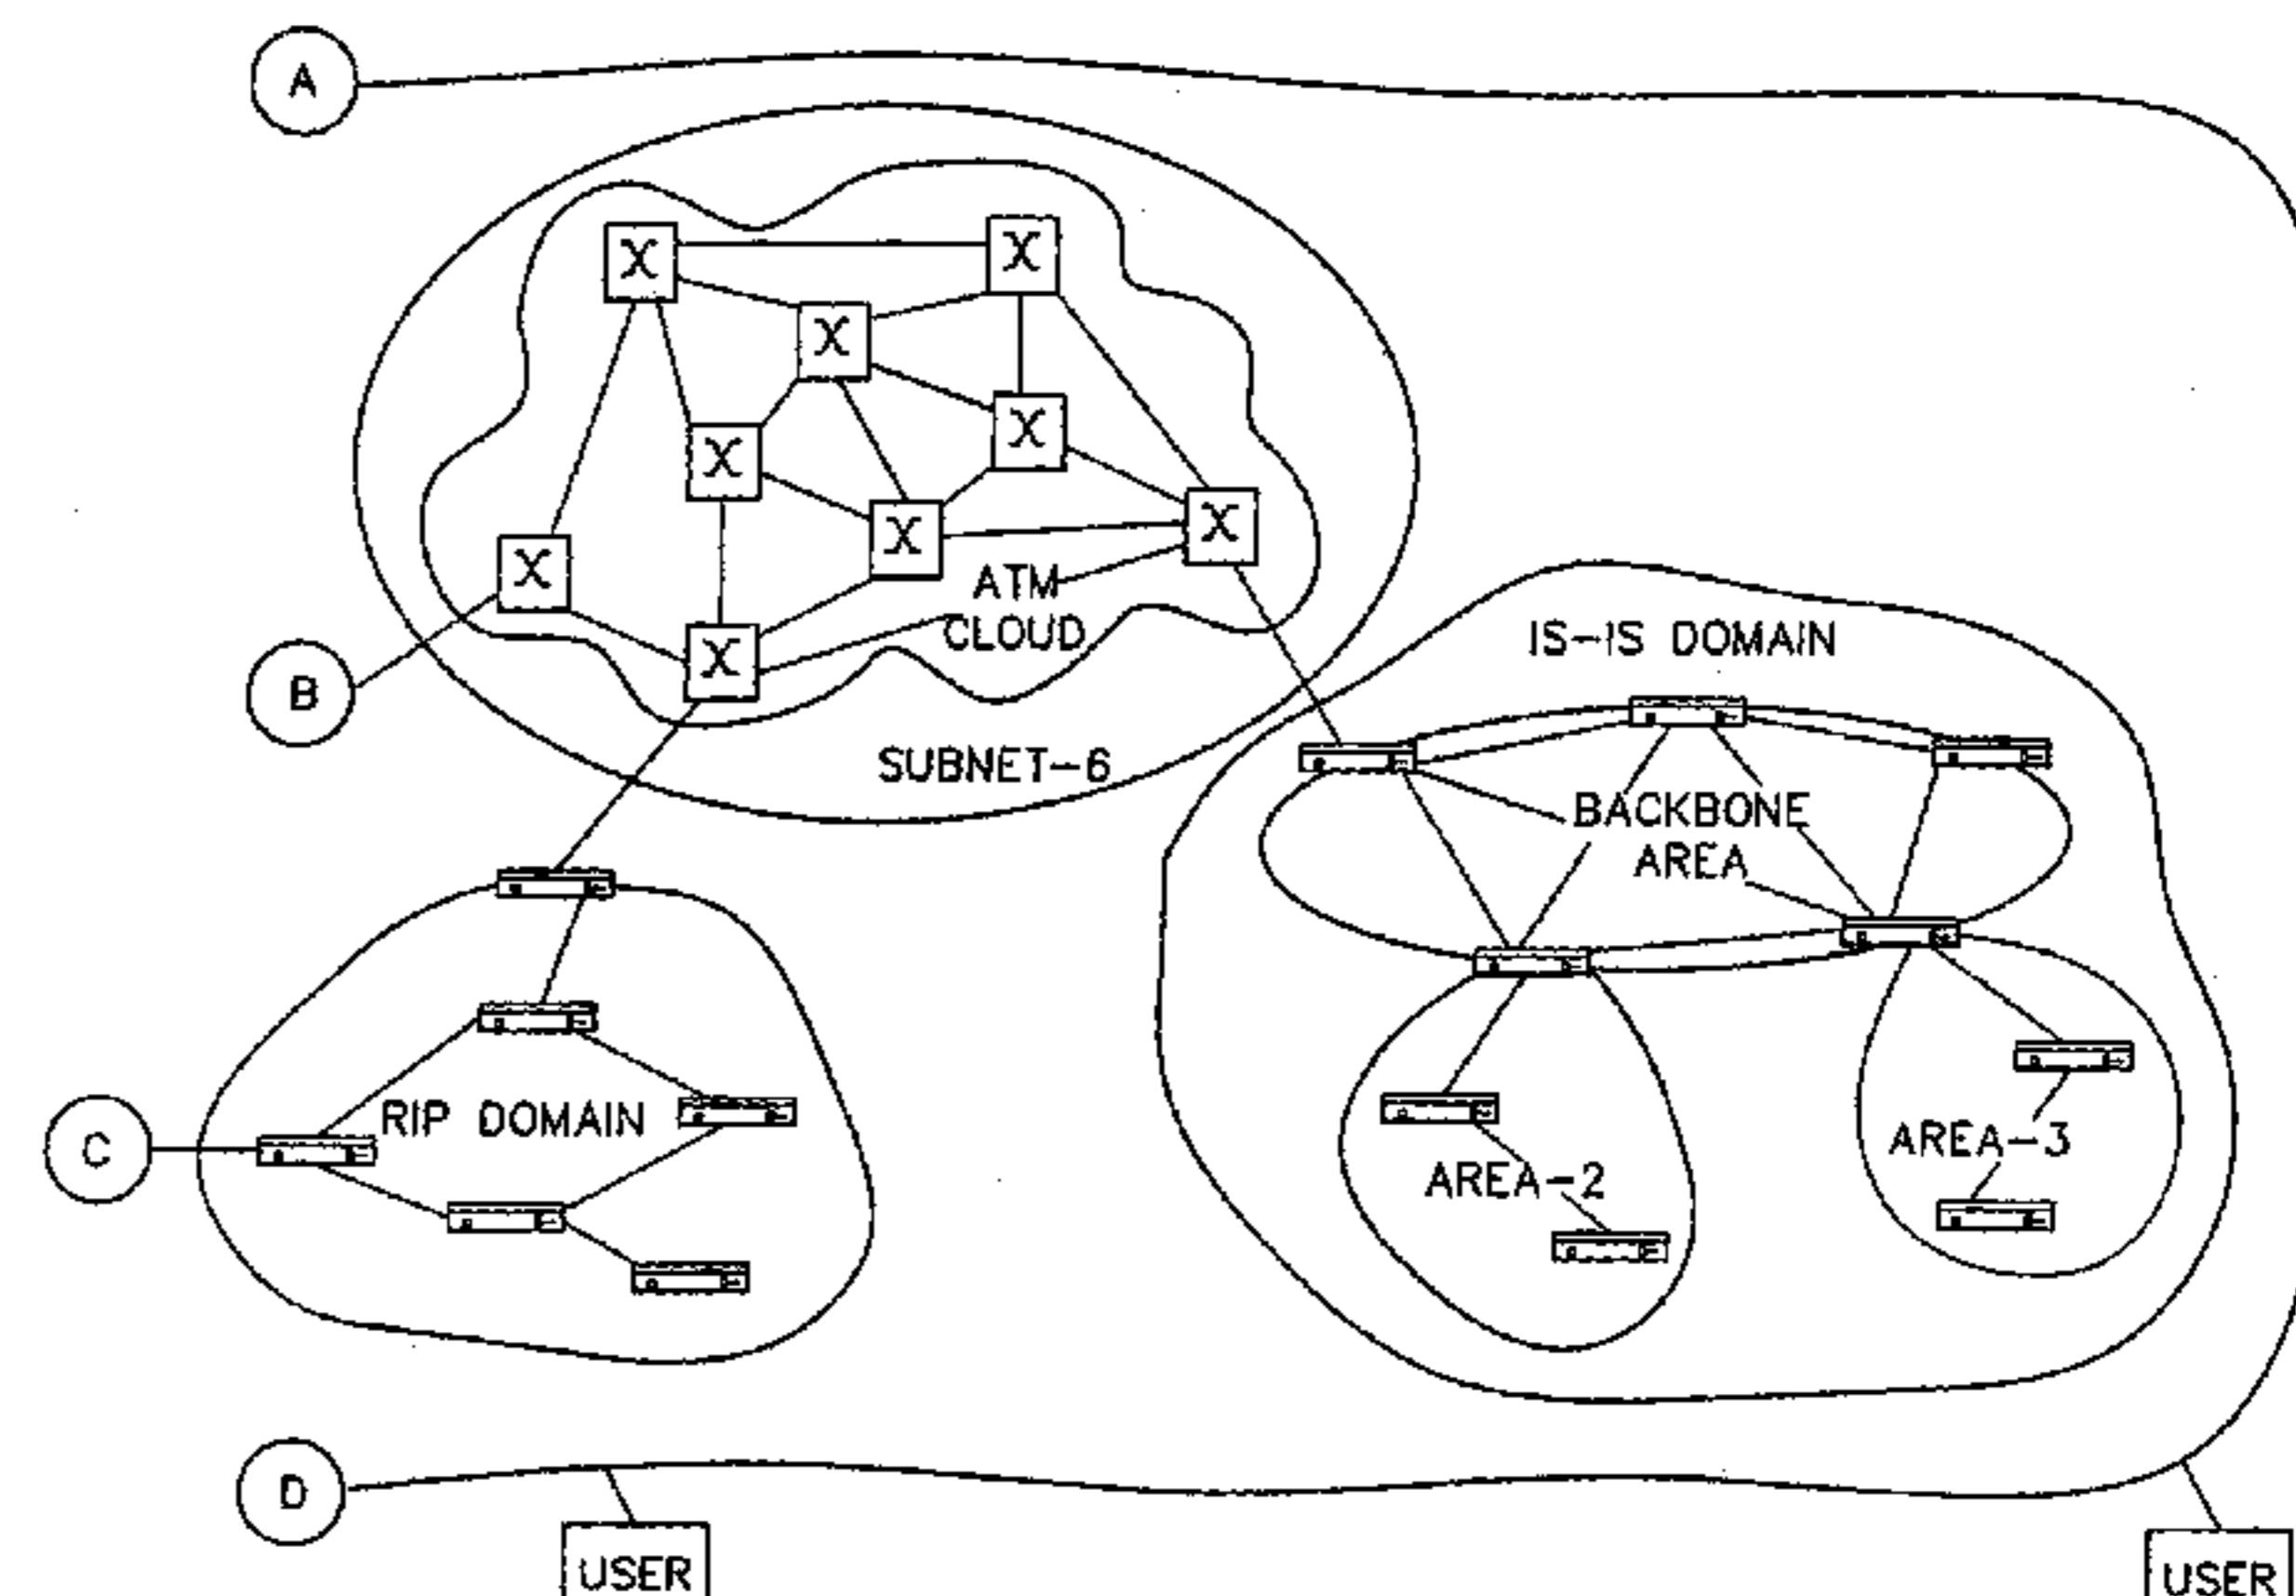 A
X
X
X
X
X
X
X
X
X
ATM
CLOUD
B
IS-IS DOMAIN
SUBNET-6
BACKBONE
AREA
C
RIP DOMAIN
AREA-3
AREA-2
D
USER
USER